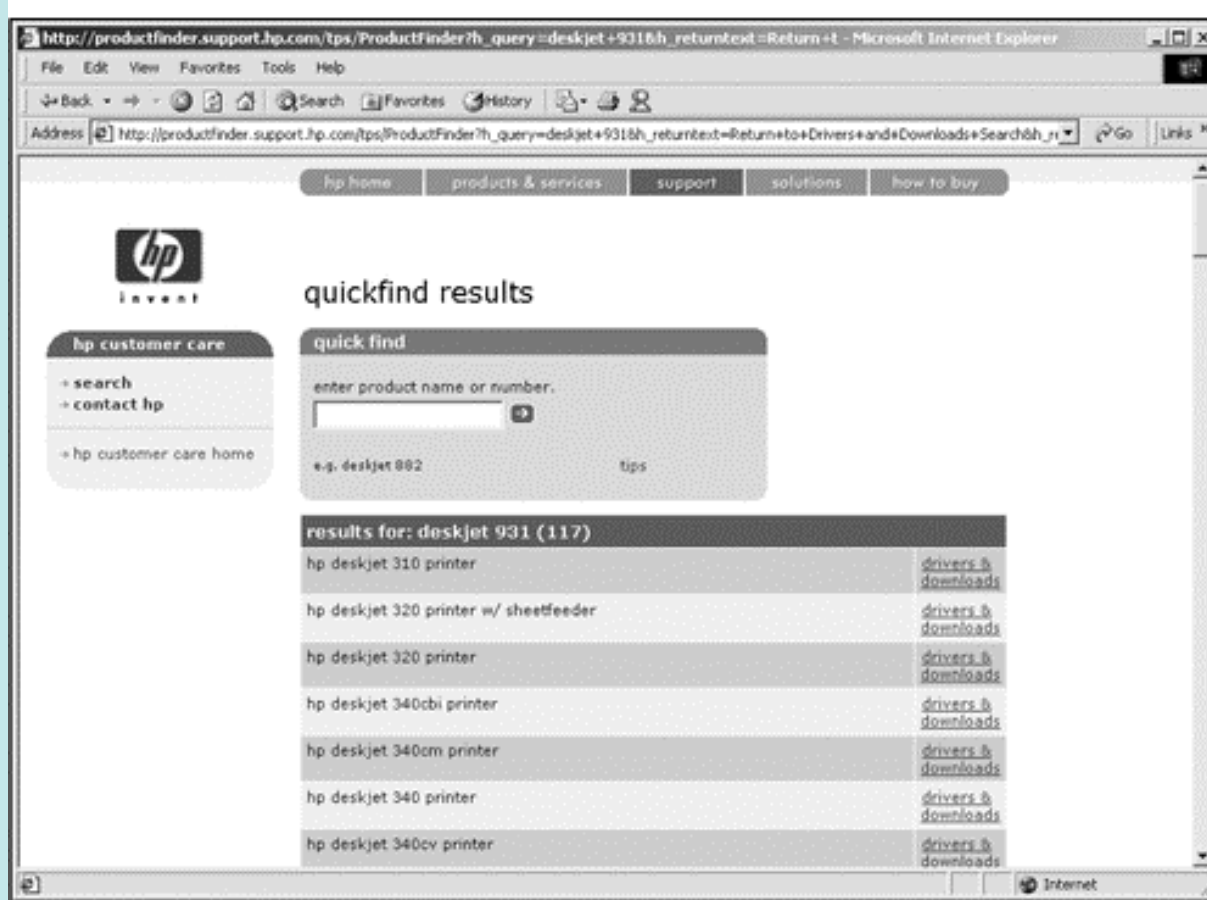 http://productfinder.support.hp.com/tps/ProductFinder?h_query=deskjet+931&h_returntext=Return+t - Microsoft Internet Explorer
File Edit View Favorites Tools Help
Back Search Favorites History
Address http://productfinder.support.hp.com/tps/ProductFinder?h_query=deskjet+931&h_returntext=Return+to+Drivers+and+Downloads+Search&h_r Go Links »
hp home products & services support solutions how to buy
hp
invent
quickfind results
hp customer care
search
contact hp
hp customer care home
quick find
enter product name or number.
e.g. deskjet 882 tips
results for: deskjet 931 (117)
hp deskjet 310 printer drivers &
downloads
hp deskjet 320 printer w/ sheetfeeder drivers &
downloads
hp deskjet 320 printer drivers &
downloads
hp deskjet 340cbi printer drivers &
downloads
hp deskjet 340cm printer drivers &
downloads
hp deskjet 340 printer drivers &
downloads
hp deskjet 340cv printer drivers &
downloads
Internet